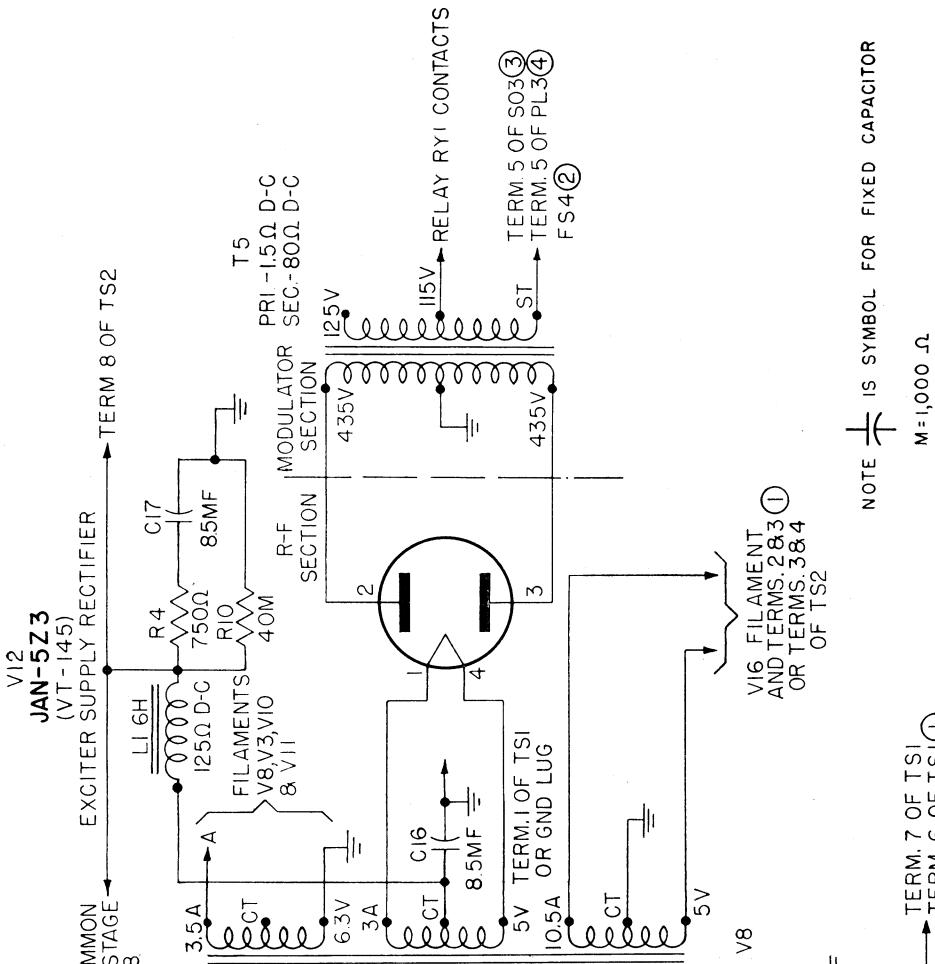 V12
JAN-5Z3
(VT-145)
EXCITER SUPPLY RECTIFIER
TERM 8 OF TS2
MMON
STAGE
L1 6H
125Ω D-C
R4
750Ω
R10
40M
C17
8.5MF
FILAMENTS
V8,V3,V10
& V11
A
3.5A
CT
6.3V
3A
CT
5V
C16
8.5MF
TERM.1 OF TS1
OR GND LUG
10.5A
CT
5V
V8
1
4
2
3
R-F
SECTION
MODULATOR
SECTION
435V
435V
T5
PRI.-1.5Ω D-C
SEC.-80Ω D-C
125V
115V
ST
RELAY RY1 CONTACTS
TERM. 5 OF SO3 ③
TERM. 5 OF PL3 ④
FS4 ②
V16 FILAMENT
AND TERMS. 2&3 ①
OR TERMS. 3&4
OF TS2
NOTE IS SYMBOL FOR FIXED CAPACITOR
M=1,000 Ω
TERM. 7 OF TS1
TERM. 6 OF TS1 ①